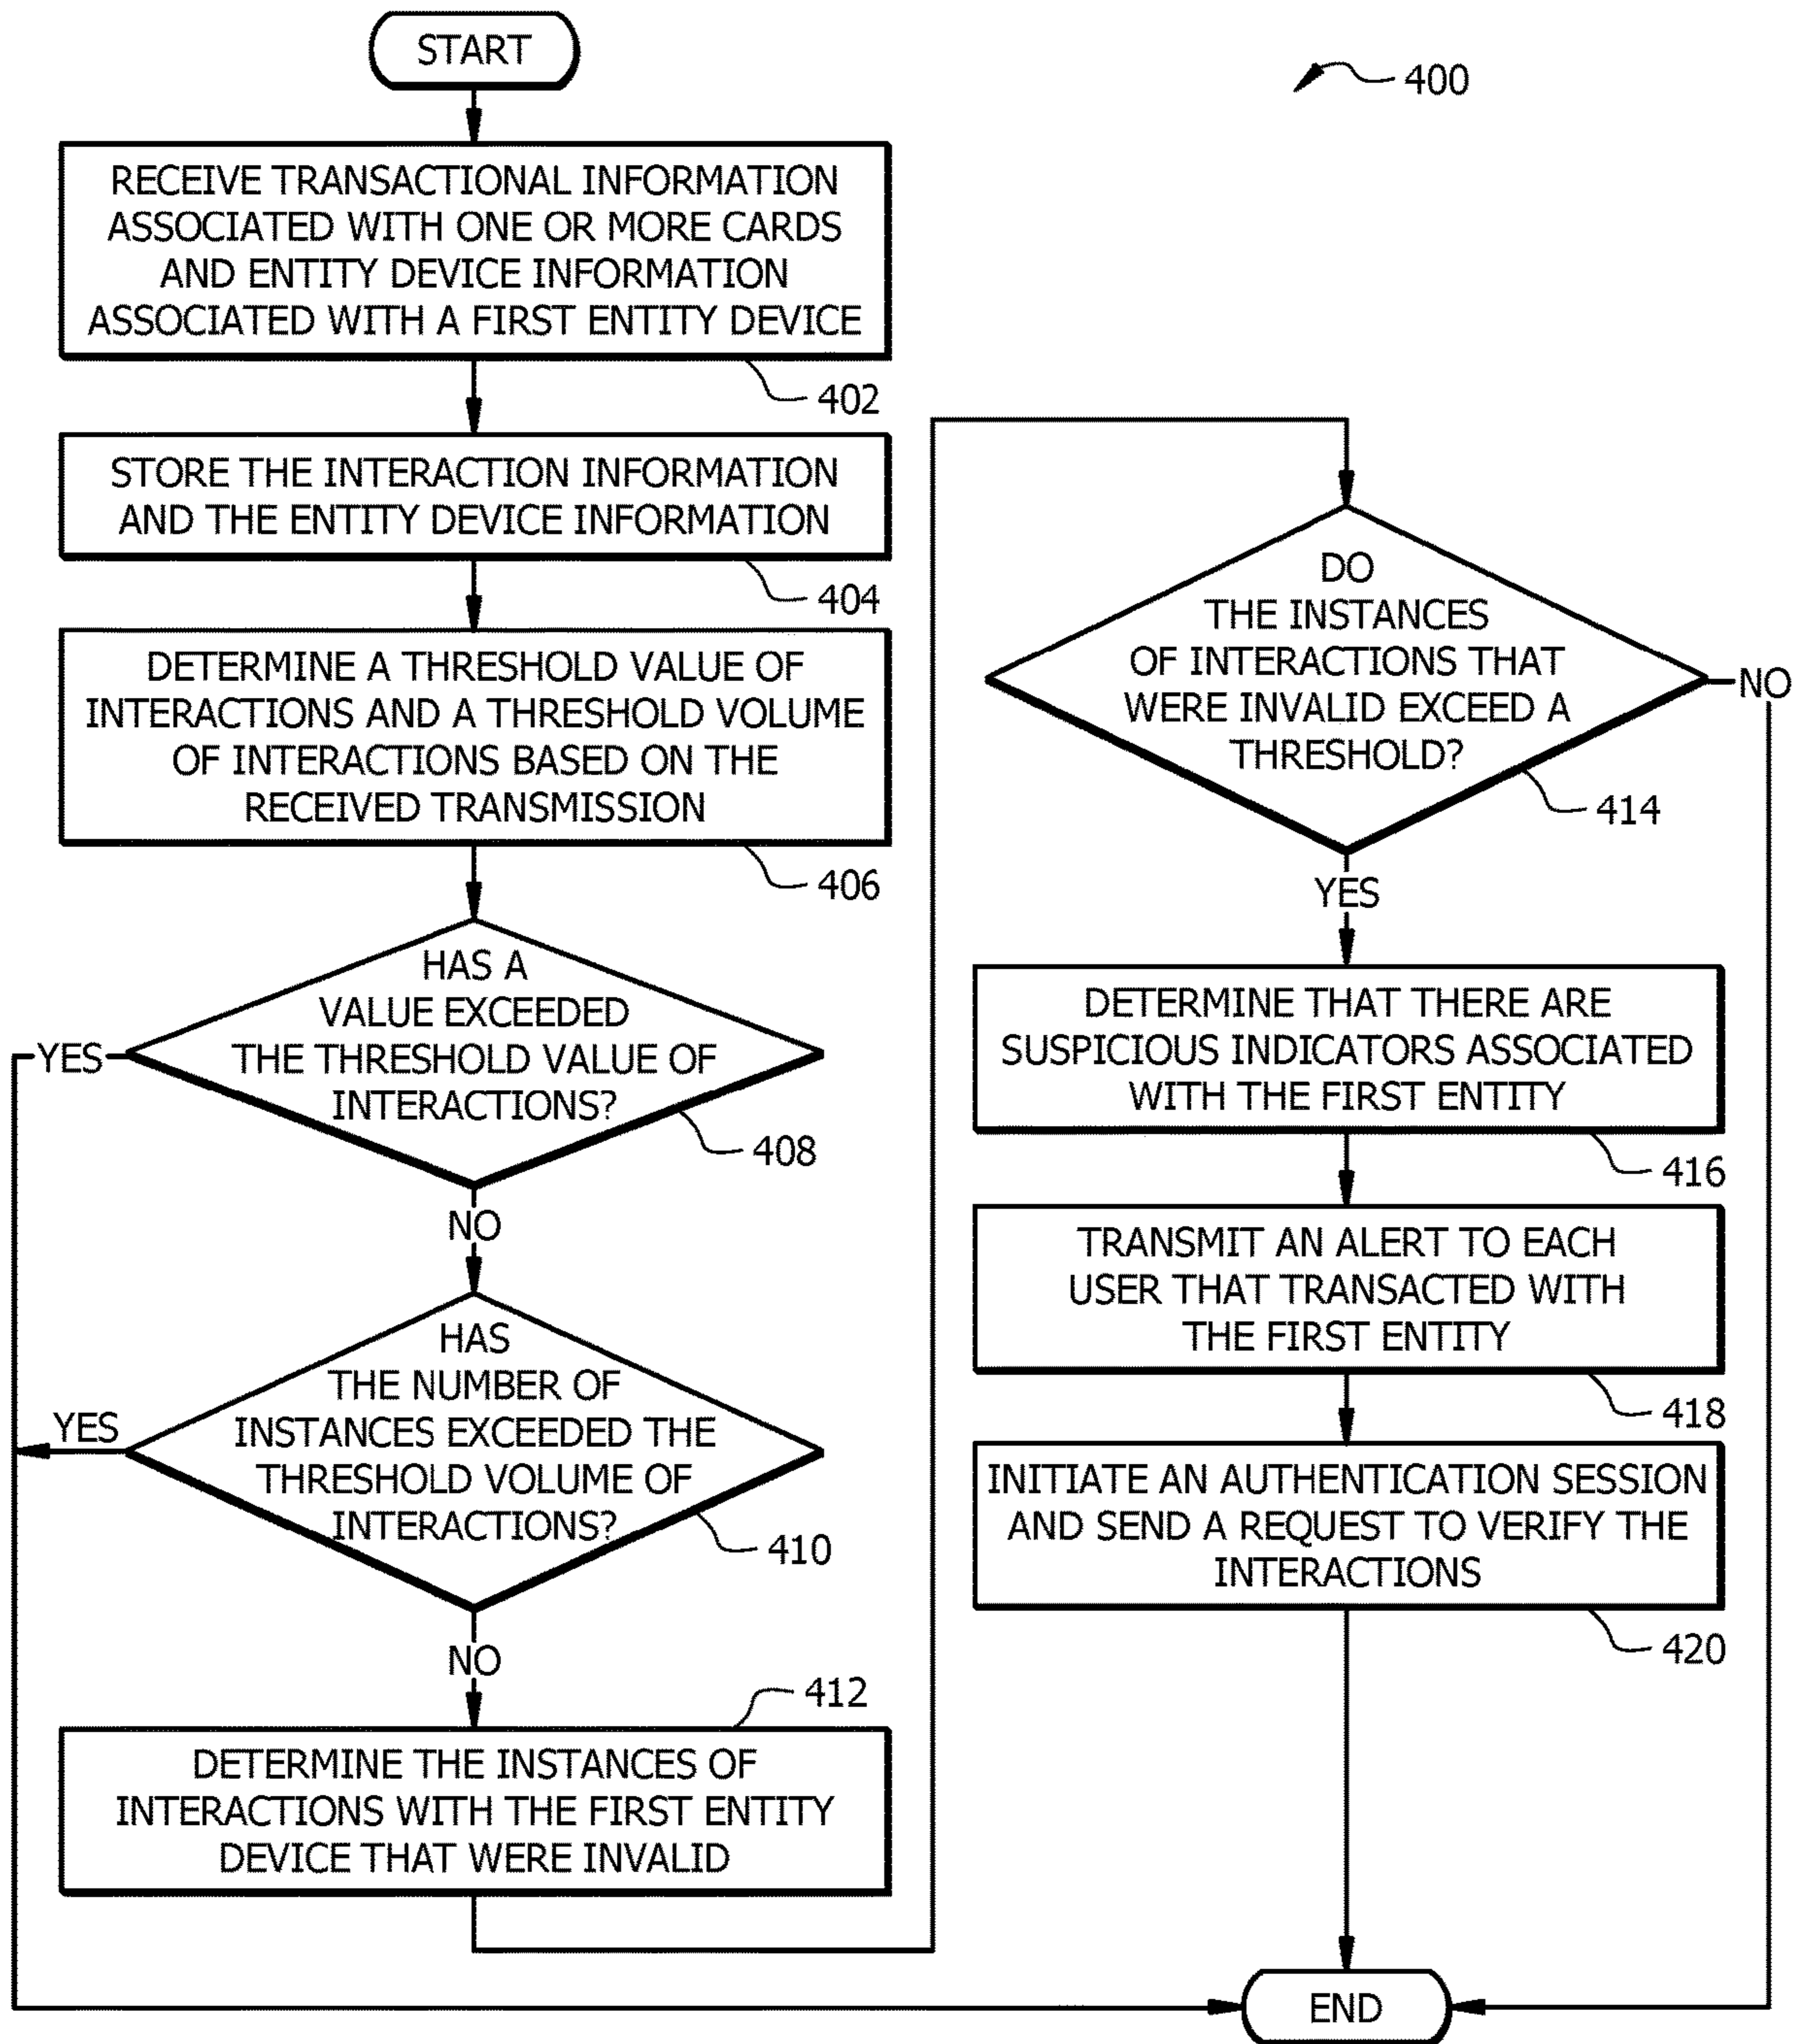 START
400
RECEIVE TRANSACTIONAL INFORMATION
ASSOCIATED WITH ONE OR MORE CARDS
AND ENTITY DEVICE INFORMATION
ASSOCIATED WITH A FIRST ENTITY DEVICE
402
STORE THE INTERACTION INFORMATION
AND THE ENTITY DEVICE INFORMATION
404
DETERMINE A THRESHOLD VALUE OF
INTERACTIONS AND A THRESHOLD VOLUME
OF INTERACTIONS BASED ON THE
RECEIVED TRANSMISSION
406
HAS A
VALUE EXCEEDED
THE THRESHOLD VALUE OF
INTERACTIONS?
YES
408
NO
HAS
THE NUMBER OF
INSTANCES EXCEEDED THE
THRESHOLD VOLUME OF
INTERACTIONS?
YES
410
NO
412
DETERMINE THE INSTANCES OF
INTERACTIONS WITH THE FIRST ENTITY
DEVICE THAT WERE INVALID
DO
THE INSTANCES
OF INTERACTIONS THAT
WERE INVALID EXCEED A
THRESHOLD?
NO
414
YES
DETERMINE THAT THERE ARE
SUSPICIOUS INDICATORS ASSOCIATED
WITH THE FIRST ENTITY
416
TRANSMIT AN ALERT TO EACH
USER THAT TRANSACTED WITH
THE FIRST ENTITY
418
INITIATE AN AUTHENTICATION SESSION
AND SEND A REQUEST TO VERIFY THE
INTERACTIONS
420
END